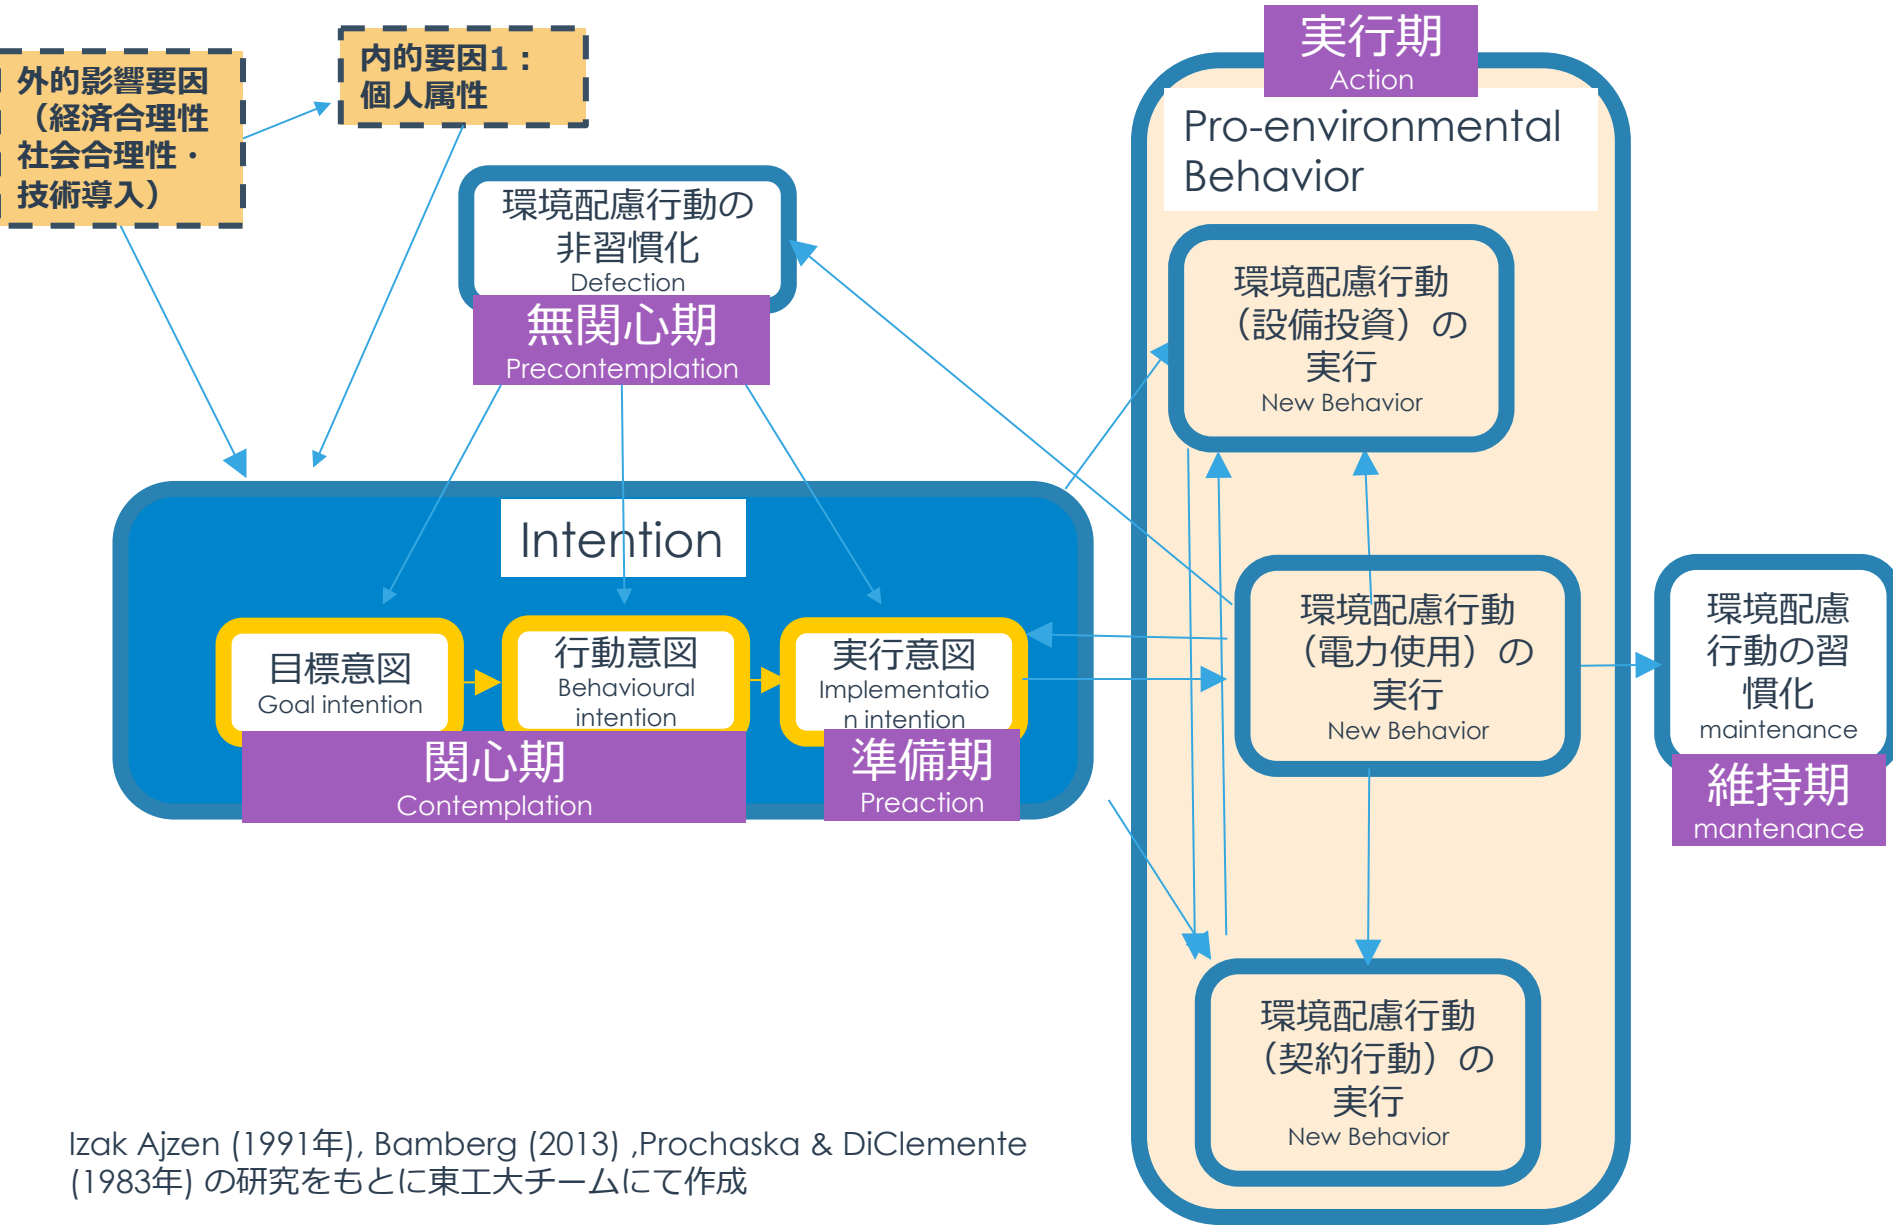 外的影響要因
（経済合理性
社会合理性・
技術導入）
内的要因1：
個人属性
環境配慮行動の
非習慣化
Defection
無関心期
Precontemplation
Intention
目標意図
Goal intention
行動意図
Behavioural
intention
実行意図
Implementatio
n intention
関心期
Contemplation
準備期
Preaction
実行期
Action
Pro-environmental
Behavior
環境配慮行動
（設備投資）の
実行
New Behavior
環境配慮行動
（電力使用）の
実行
New Behavior
環境配慮行動
（契約行動）の
実行
New Behavior
環境配慮
行動の習
慣化
maintenance
維持期
mantenance
Izak Ajzen (1991年), Bamberg (2013) ,Prochaska & DiClemente
(1983年) の研究をもとに東工大チームにて作成